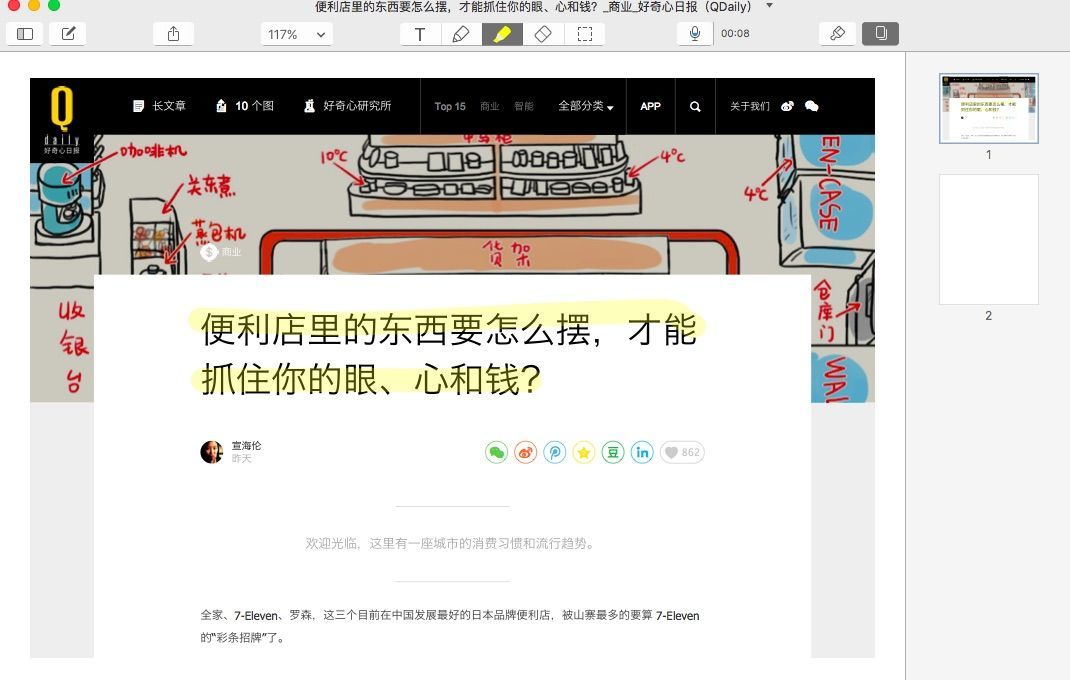 便利店里的东西要怎么摆，才能抓住你的眼、心和钱？_商业_好奇心日报（QDaily）
117%
T
00:08
Q
daily
好奇心日报
长文章
10 个图
好奇心研究所
Top 15
商业
智能
全部分类
APP
关于我们
咖啡机
关东煮
蒸包机
10℃
4℃
4℃
EN-CASE
货架
商业
收银台
仓库门
WAL
便利店里的东西要怎么摆，才能
抓住你的眼、心和钱？
宣海伦
昨天
豆
in
862
欢迎光临，这里有一座城市的消费习惯和流行趋势。
全家、7-Eleven、罗森，这三个目前在中国发展最好的日本品牌便利店，被山寨最多的要算 7-Eleven
的“彩条招牌”了。
1
2